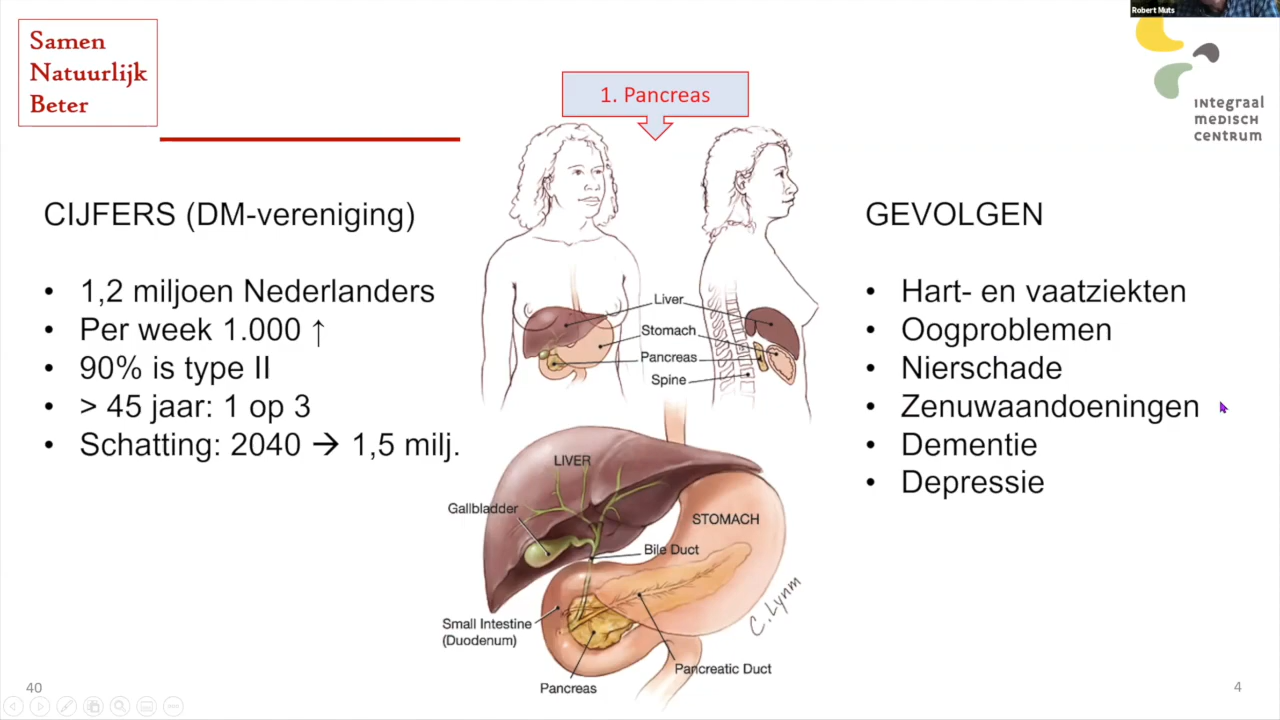 Robert Muts
Samen
Natuurlijk
Beter
1. Pancreas
INTEGRAAL
MEDISCH
CENTRUM
CIJFERS (DM-vereniging)
• 1,2 miljoen Nederlanders
• Per week 1.000 ↑
• 90% is type II
• > 45 jaar: 1 op 3
• Schatting: 2040 → 1,5 milj.
Liver
Stomach
Pancreas
Spine
LIVER
Gallbladder
STOMACH
Bile Duct
C. Lynm
Small Intestine
(Duodenum)
Pancreatic Duct
Pancreas
GEVOLGEN
• Hart- en vaatziekten
• Oogproblemen
• Nierschade
• Zenuwaandoeningen
• Dementie
• Depressie
40
4